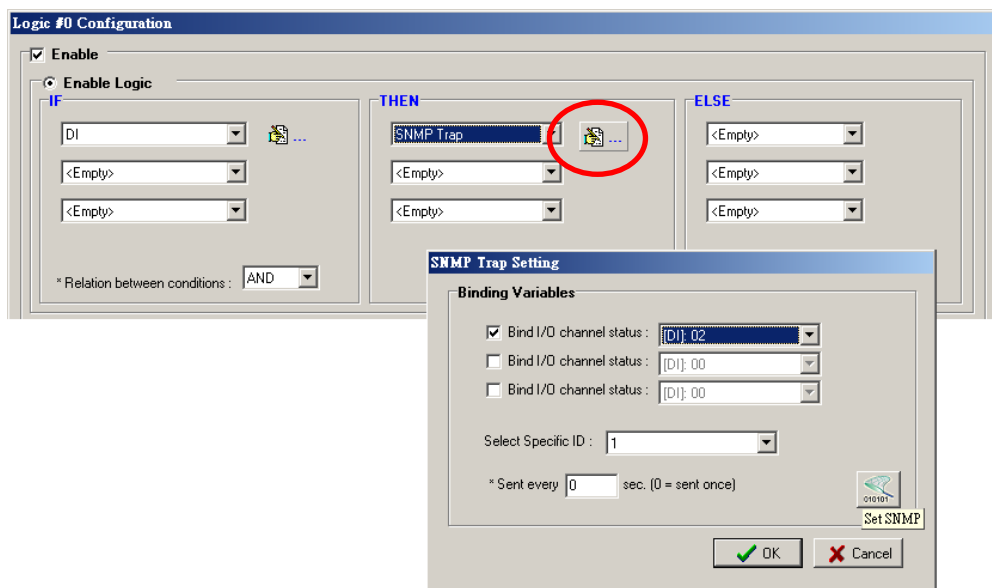 Logic #0 Configuration
Enable
Enable Logic
IF
DI
...
<Empty>
<Empty>
* Relation between conditions : AND
THEN
SNMP Trap
...
<Empty>
<Empty>
ELSE
<Empty>
<Empty>
<Empty>
SNMP Trap Setting
Binding Variables
Bind I/O channel status : [DI]: 02
Bind I/O channel status : [DI]: 00
Bind I/O channel status : [DI]: 00
Select Specific ID : 1
* Sent every 0 sec. (0 = sent once)
010101
Set SNMP
OK Cancel